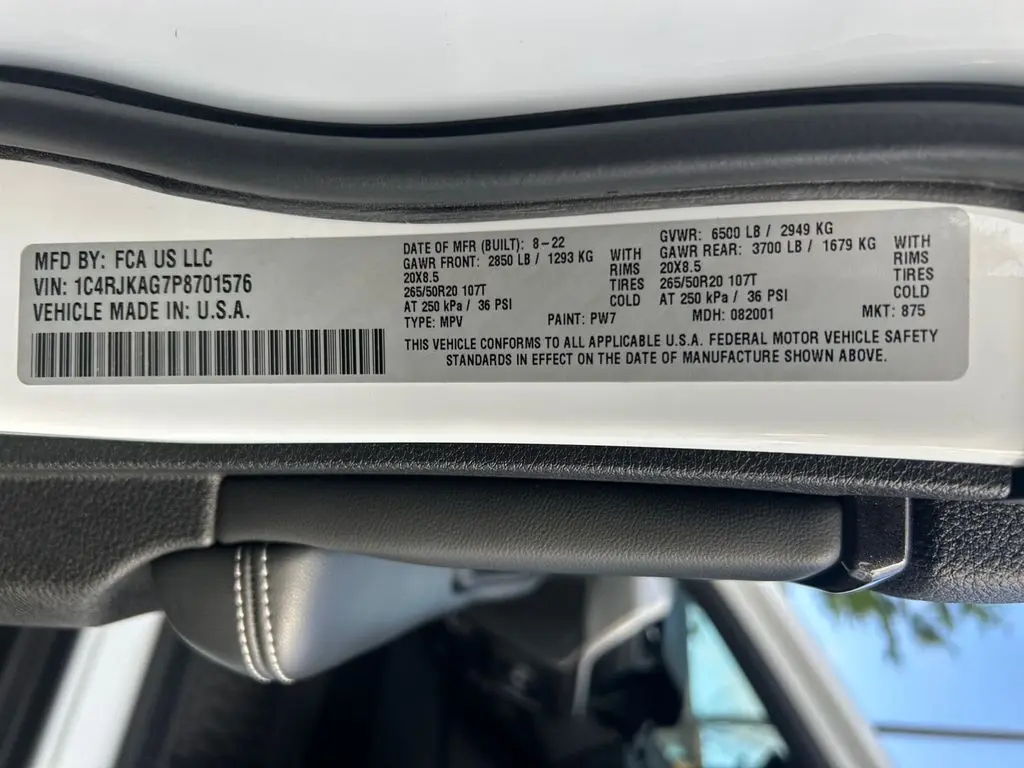 MFD BY: FCA US LLC
VIN: 1C4RJKAG7P8701576
VEHICLE MADE IN: U.S.A.
DATE OF MFR (BUILT): 8-22
GAWR FRONT: 2850 LB / 1293 KG WITH
20X8.5 RIMS
265/50R20 107T TIRES
AT 250 kPa / 36 PSI COLD
GVWR: 6500 LB / 2949 KG
GAWR REAR: 3700 LB / 1679 KG WITH
20X8.5 RIMS
265/50R20 107T TIRES
AT 250 kPa / 36 PSI COLD
TYPE: MPV PAINT: PW7 MDH: 082001 MKT: 875
THIS VEHICLE CONFORMS TO ALL APPLICABLE U.S.A. FEDERAL MOTOR VEHICLE SAFETY
STANDARDS IN EFFECT ON THE DATE OF MANUFACTURE SHOWN ABOVE.